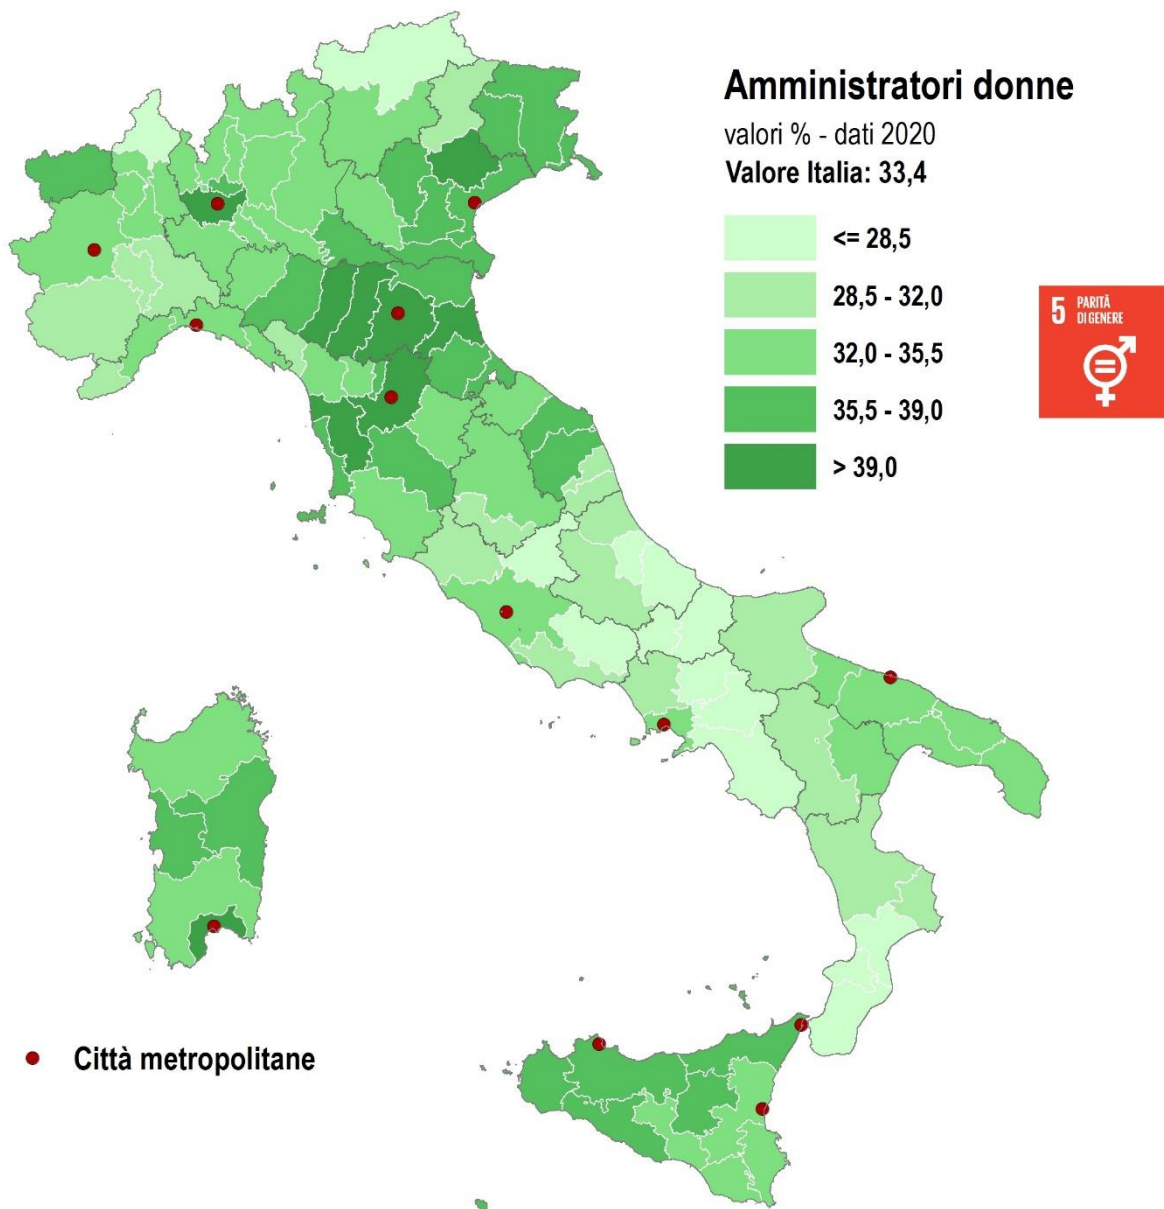 Amministratori donne
valori % - dati 2020
Valore Italia: 33,4
<= 28,5
28,5 - 32,0
32,0 - 35,5
35,5 - 39,0
> 39,0
5 PARITÀ
DI GENERE
Città metropolitane